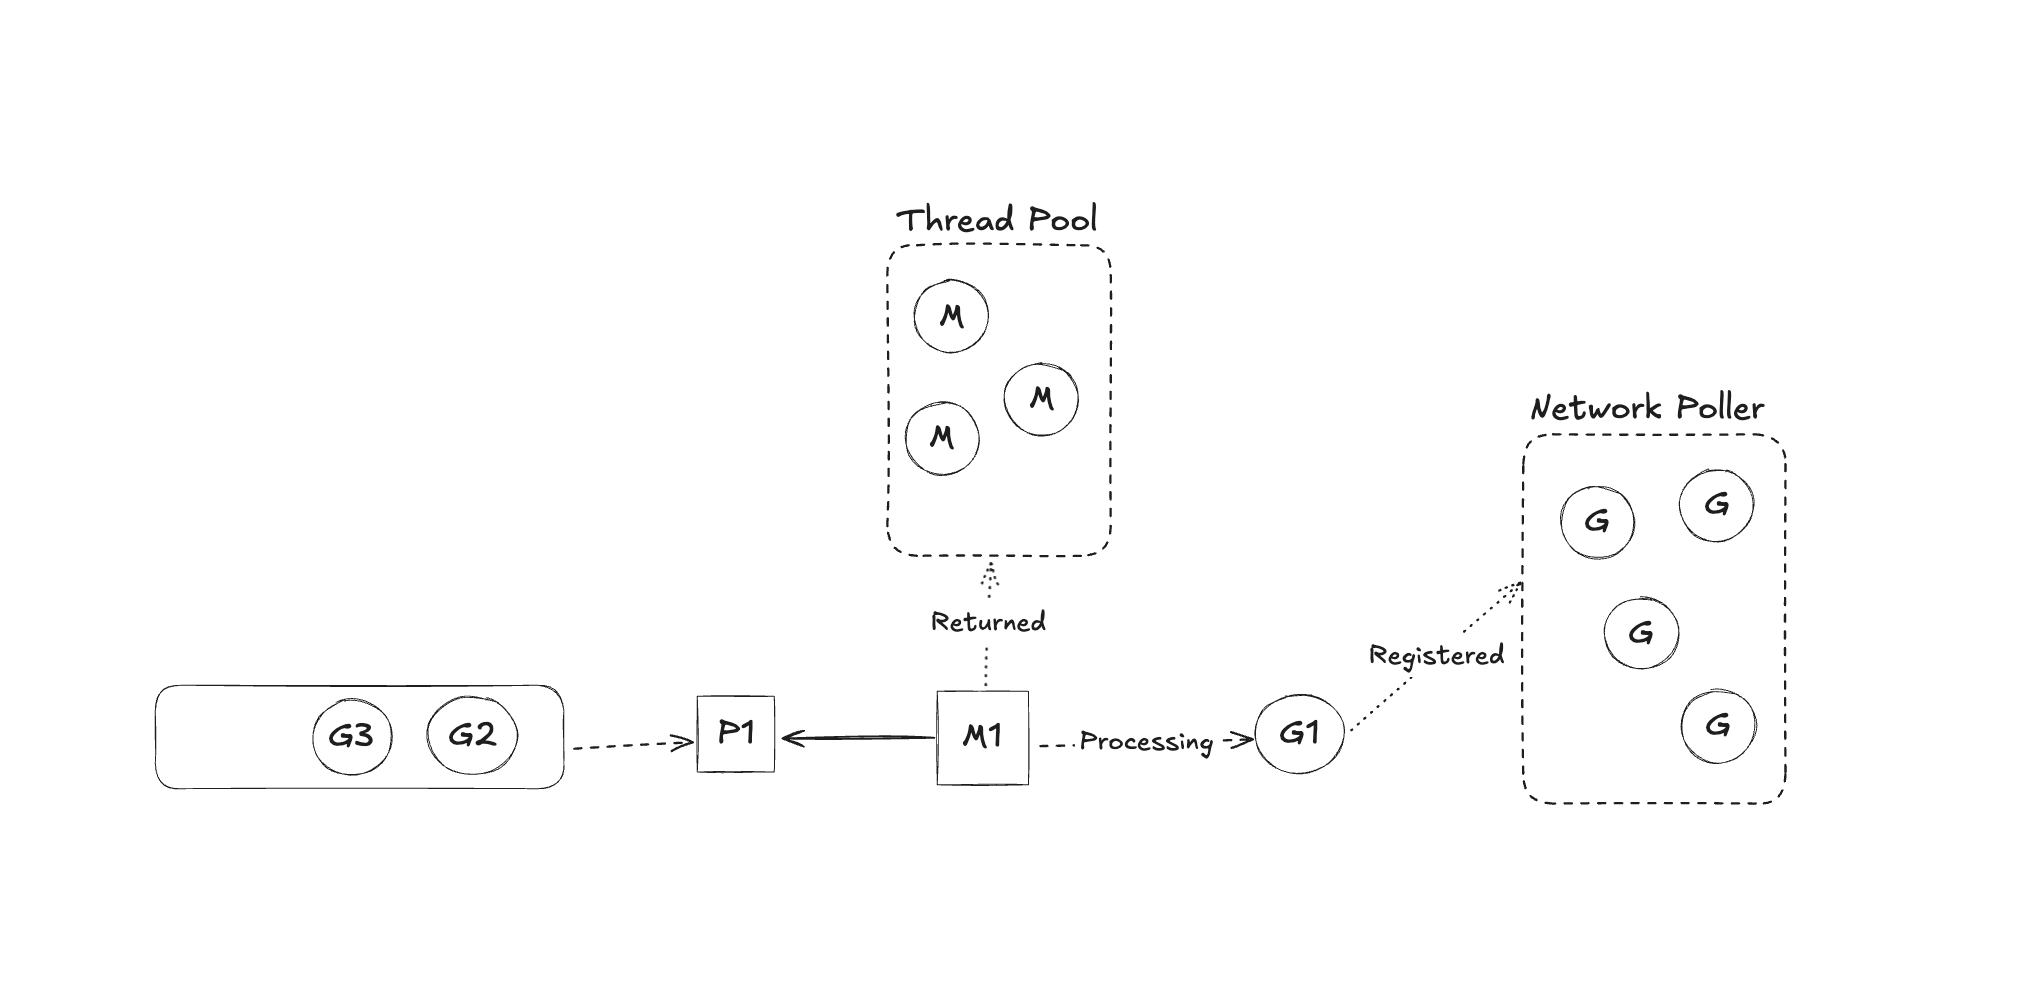 Thread Pool
M
M
M
Network Poller
G
G
G
G
Returned
Registered
G3
G2
P1
M1
Processing
G1